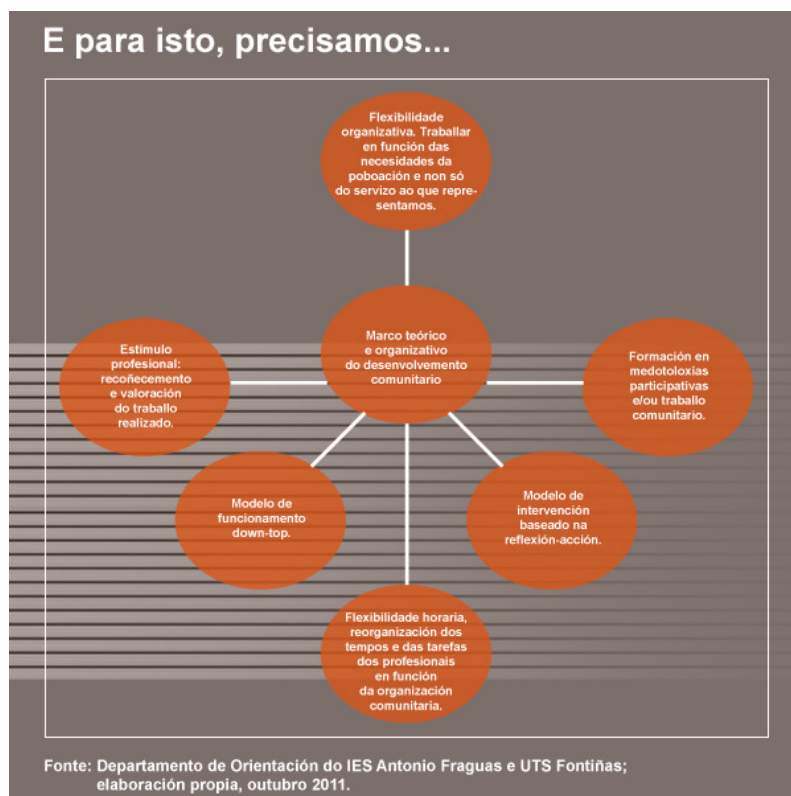 E para isto, precisamos...
Flexibilidade
organizativa. Traballar
en función das
necesidades da
poboación e non só
do servizo ao que repre-
sentamos.
Marco teórico
e organizativo
do desenvolvemento
comunitario
Estímulo
profesional:
recoñecemento
e valoración
do traballo
realizado.
Formación en
medotoloxías
participativas
e/ou traballo
comunitario.
Modelo de
funcionamento
down-top.
Modelo de
intervención
baseado na
reflexión-acción.
Flexibilidade horaria,
reorganización dos
tempos e das tarefas
dos profesionais
en función
da organización
comunitaria.
Fonte: Departamento de Orientación do IES Antonio Fraguas e UTS Fontiñas;
elaboración propia, outubro 2011.